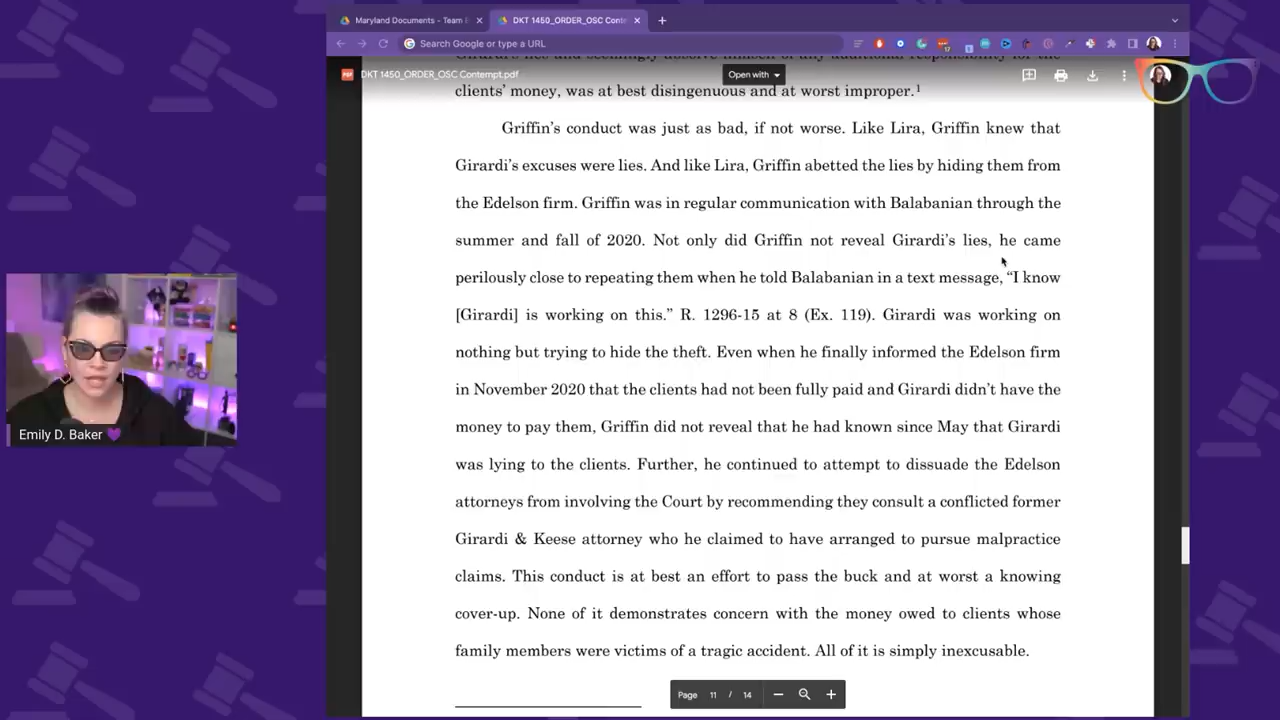 Maryland Documents - Team
DKT 1450_ORDER_OSC Conte
Search Google or type a URL
DKT 1450_ORDER_OSC Contempt.pdf
Open with
clients’ money, was at best disingenuous and at worst improper.¹
Griffin’s conduct was just as bad, if not worse. Like Lira, Griffin knew that
Girardi’s excuses were lies. And like Lira, Griffin abetted the lies by hiding them from
the Edelson firm. Griffin was in regular communication with Balabanian through the
summer and fall of 2020. Not only did Griffin not reveal Girardi’s lies, he came
perilously close to repeating them when he told Balabanian in a text message, “I know
[Girardi] is working on this.” R. 1296-15 at 8 (Ex. 119). Girardi was working on
nothing but trying to hide the theft. Even when he finally informed the Edelson firm
in November 2020 that the clients had not been fully paid and Girardi didn’t have the
money to pay them, Griffin did not reveal that he had known since May that Girardi
was lying to the clients. Further, he continued to attempt to dissuade the Edelson
attorneys from involving the Court by recommending they consult a conflicted former
Girardi & Keese attorney who he claimed to have arranged to pursue malpractice
claims. This conduct is at best an effort to pass the buck and at worst a knowing
cover-up. None of it demonstrates concern with the money owed to clients whose
family members were victims of a tragic accident. All of it is simply inexcusable.
Page 11 / 14
Emily D. Baker 💜